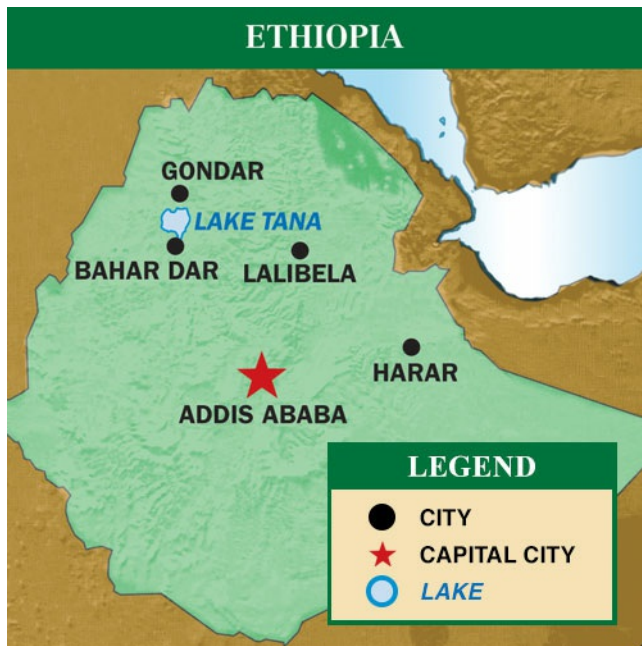 ETHIOPIA
GONDAR
LAKE TANA
BAHAR DAR
LALIBELA
HARAR
ADDIS ABABA
LEGEND
CITY
CAPITAL CITY
LAKE